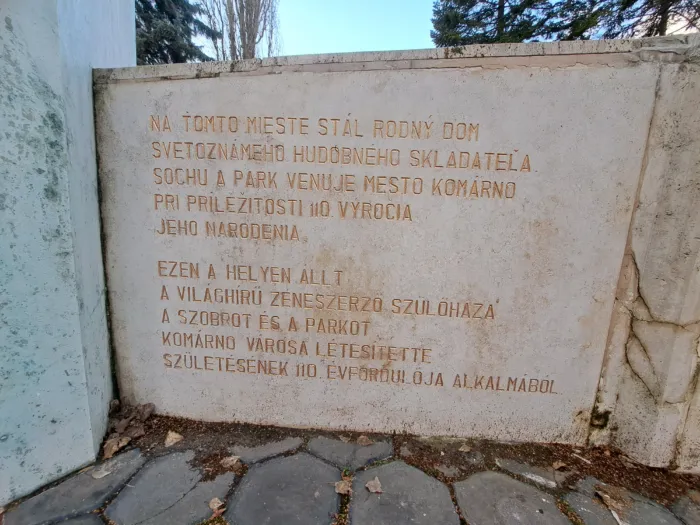 NA TOMTO MIESTE STÁL RODNÝ DOM
SVETOZNÁMEHO HUDOBNÉHO SKLADATEĽA.
SOCHU A PARK VENUJE MESTO KOMÁRNO
PRI PRÍLEŽITOSTI 110. VÝROČIA
JEHO NARODENIA.
EZEN A HELYEN ÁLLT
A VILÁGHÍRŰ ZENESZERZŐ SZÜLŐHÁZA
A SZOBROT ÉS A PARKOT
KOMÁRNO VÁROSA LÉTESÍTETTE
SZÜLETÉSÉNEK 110. ÉVFORDULÓJA ALKALMÁBÓL